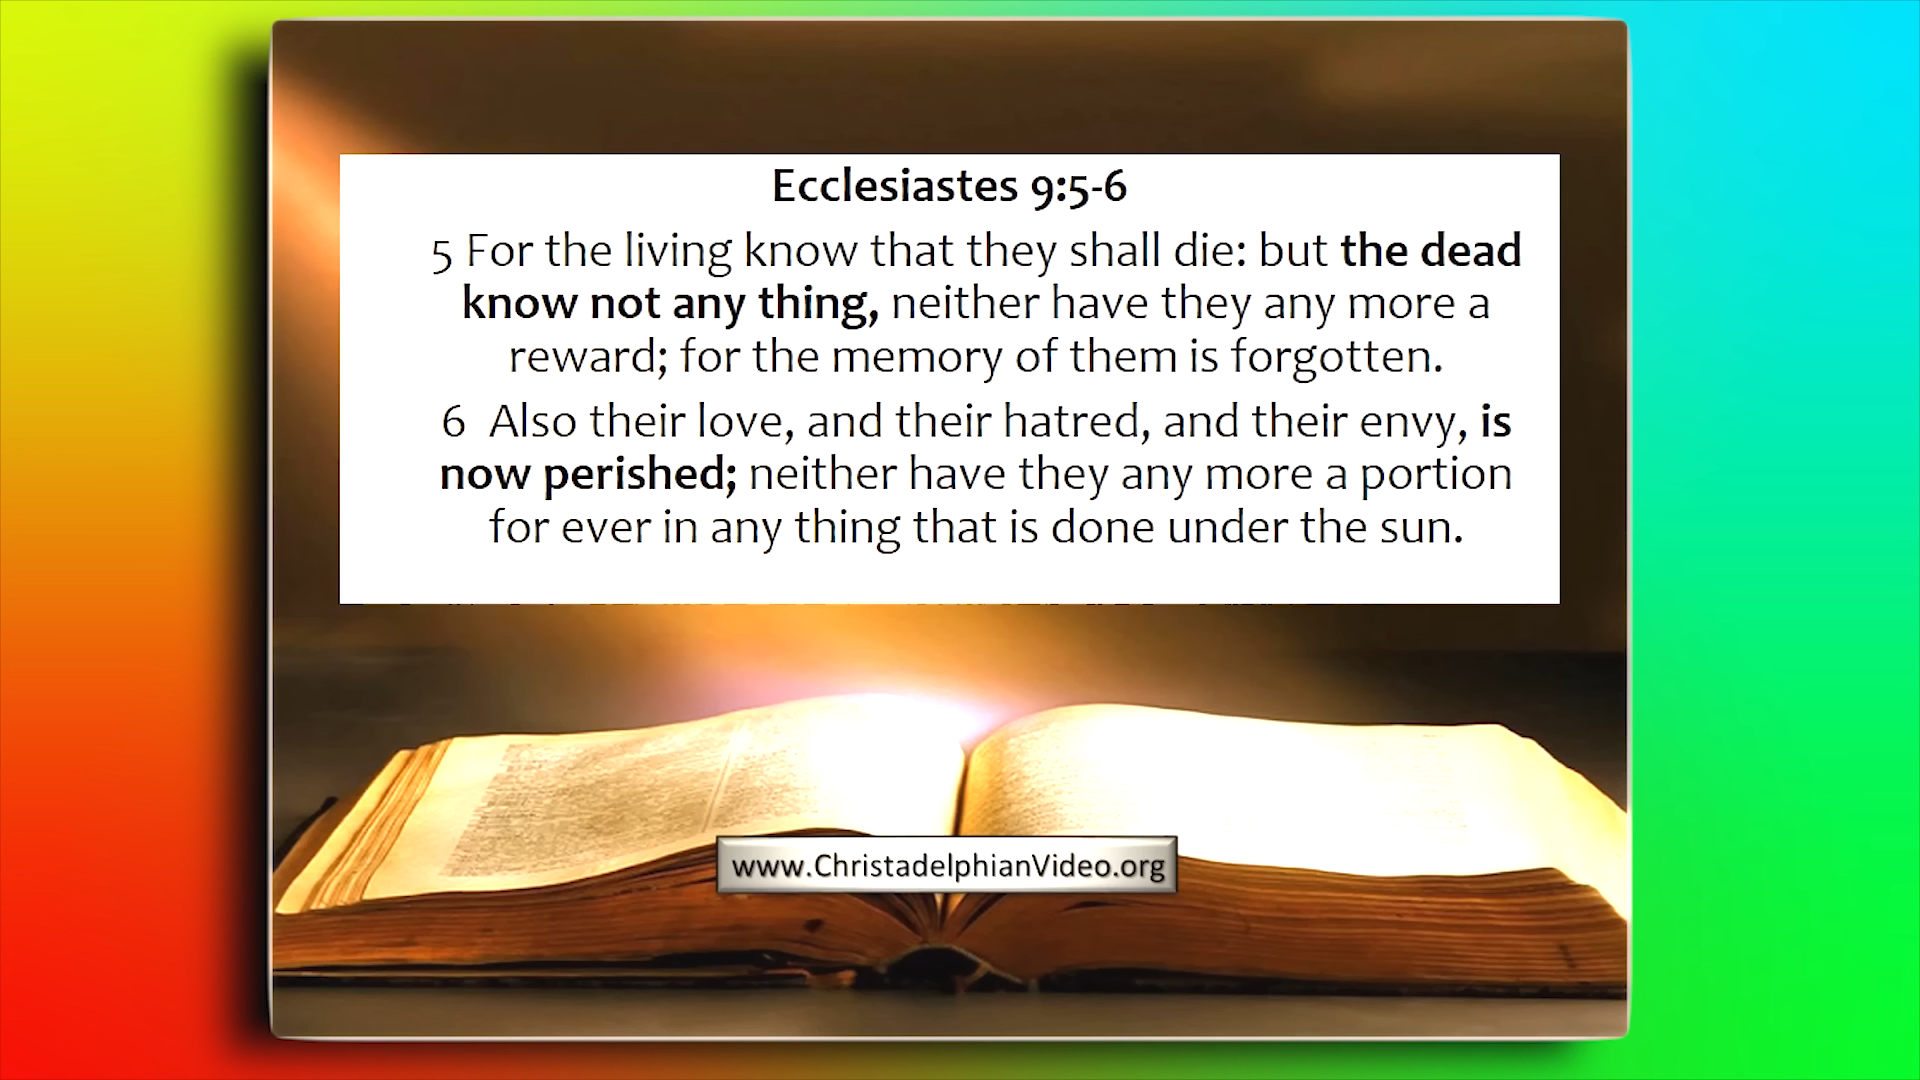 Ecclesiastes 9:5-6
5 For the living know that they shall die: but the dead
know not any thing, neither have they any more a
reward; for the memory of them is forgotten.
6 Also their love, and their hatred, and their envy, is
now perished; neither have they any more a portion
for ever in any thing that is done under the sun.
www.ChristadelphianVideo.org